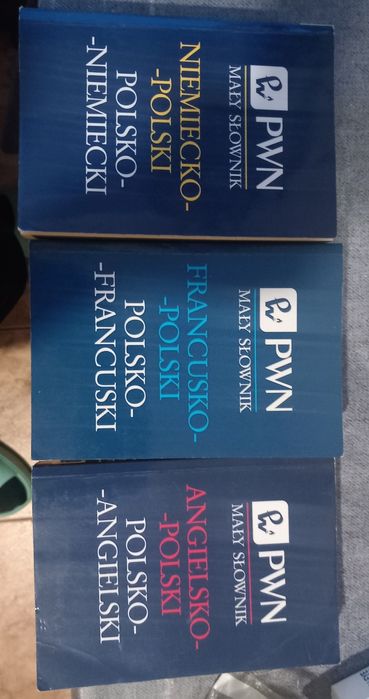 PWN
MAŁY SŁOWNIK
NIEMIECKO-
-POLSKI
POLSKO-
-NIEMIECKI
PWN
MAŁY SŁOWNIK
FRANCUSKO-
-POLSKI
POLSKO-
-FRANCUSKI
PWN
MAŁY SŁOWNIK
ANGIELSKO-
-POLSKI
POLSKO-
-ANGIELSKI